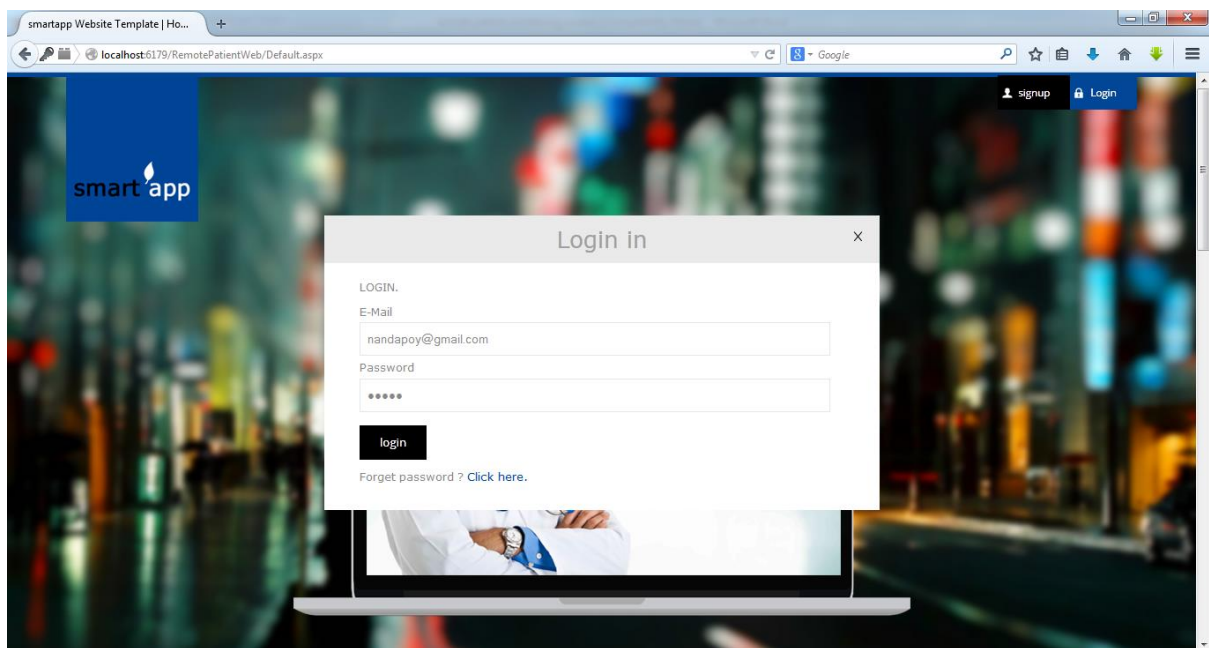 smartapp Website Template | Ho...
localhost:6179/RemotePatientWeb/Default.aspx
8 Google
signup Login
smart app
Login in X
LOGIN.
E-Mail
nandapoy@gmail.com
Password
•••••
login
Forget password ? Click here.